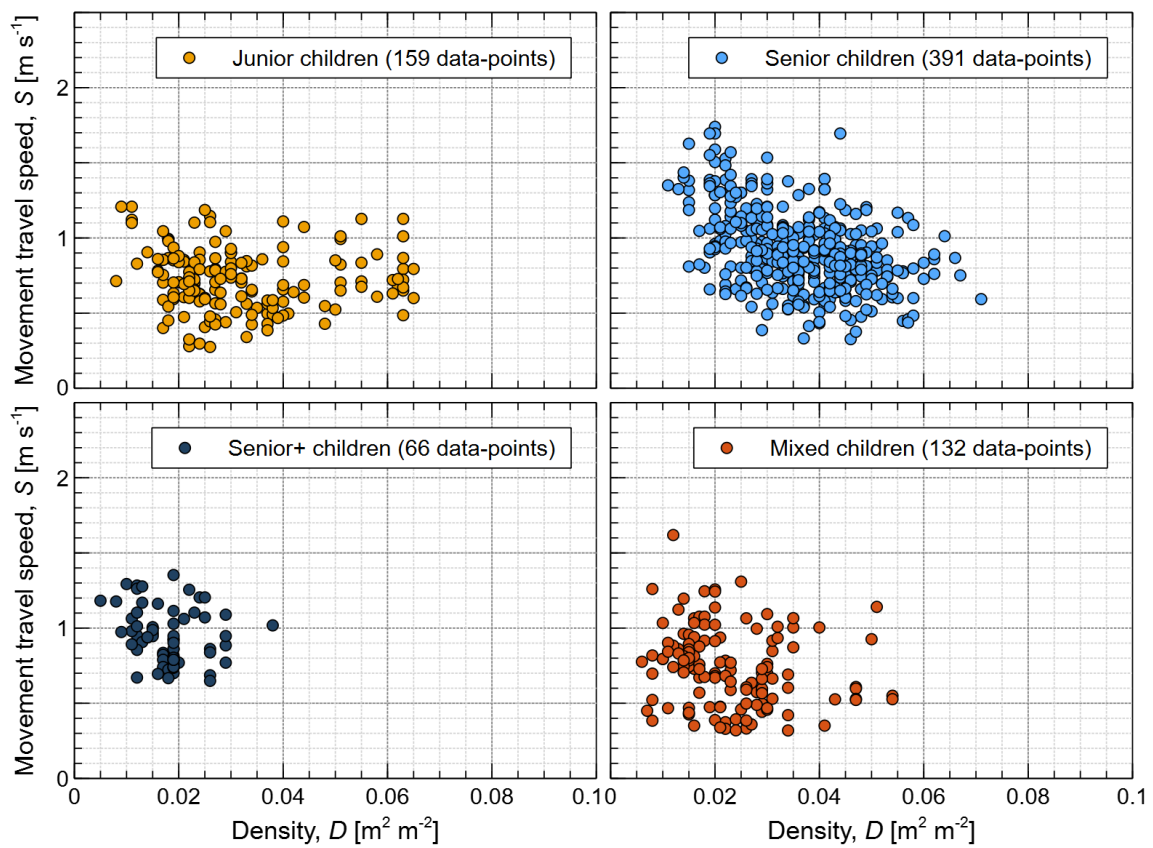 Movement travel speed, S [m s⁻¹]
2
1
0
Junior children (159 data-points)
Senior children (391 data-points)
Movement travel speed, S [m s⁻¹]
2
1
0
Senior+ children (66 data-points)
Mixed children (132 data-points)
0 0.02 0.04 0.06 0.08 0.10 0.02 0.04 0.06 0.08 0.1
Density, D [m² m⁻²] Density, D [m² m⁻²]